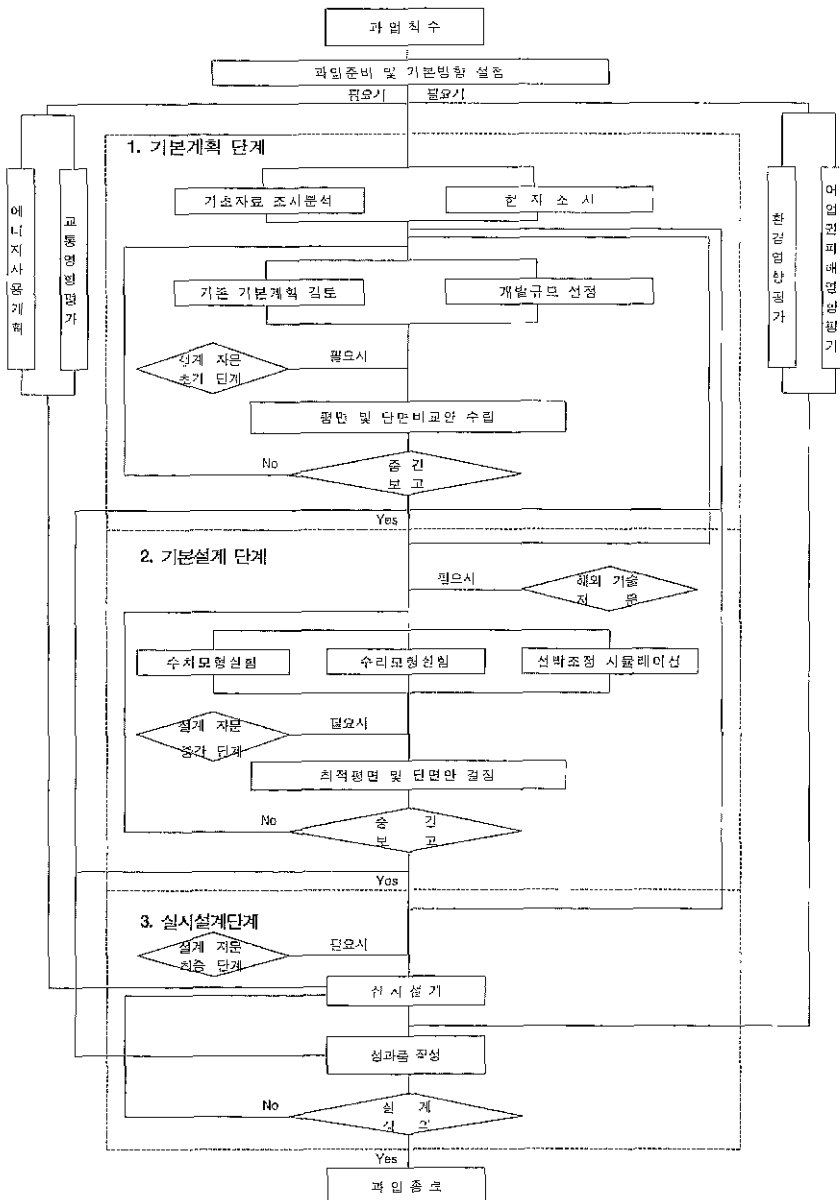 과업착수
과업준비 및 기본방향 설정
필요시 필요시
1. 기본계획 단계
기초자료 조사분석
현지조사
에너지사용계획
교통영향평가
환경영향평가
어업권피해영향평가
기존 기본계획 검토
개발규모 선정
설계 자문
초기 단계
필요시
평면 및 단면비교안 수립
No
중간
보고
Yes
2. 기본설계 단계
필요시
해외 기술
자문
수치모형실험
수리모형실험
선박조정 시뮬레이션
설계 자문
중간 단계
필요시
최적평면 및 단면안 결정
No
중간
보고
Yes
3. 실시설계단계
설계 자문
최종 단계
필요시
실시설계
성과품 작성
No
설계
심의
Yes
과업종료